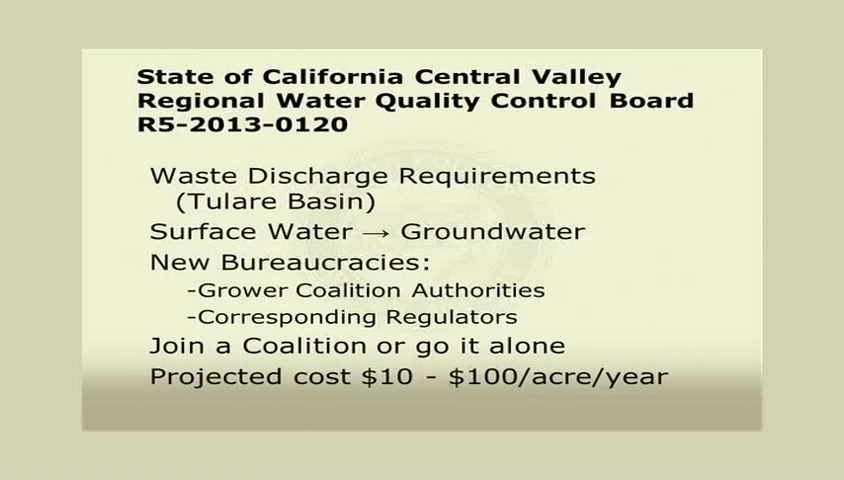 State of California Central Valley
Regional Water Quality Control Board
R5-2013-0120
Waste Discharge Requirements
(Tulare Basin)
Surface Water → Groundwater
New Bureaucracies:
-Grower Coalition Authorities
-Corresponding Regulators
Join a Coalition or go it alone
Projected cost $10 - $100/acre/year